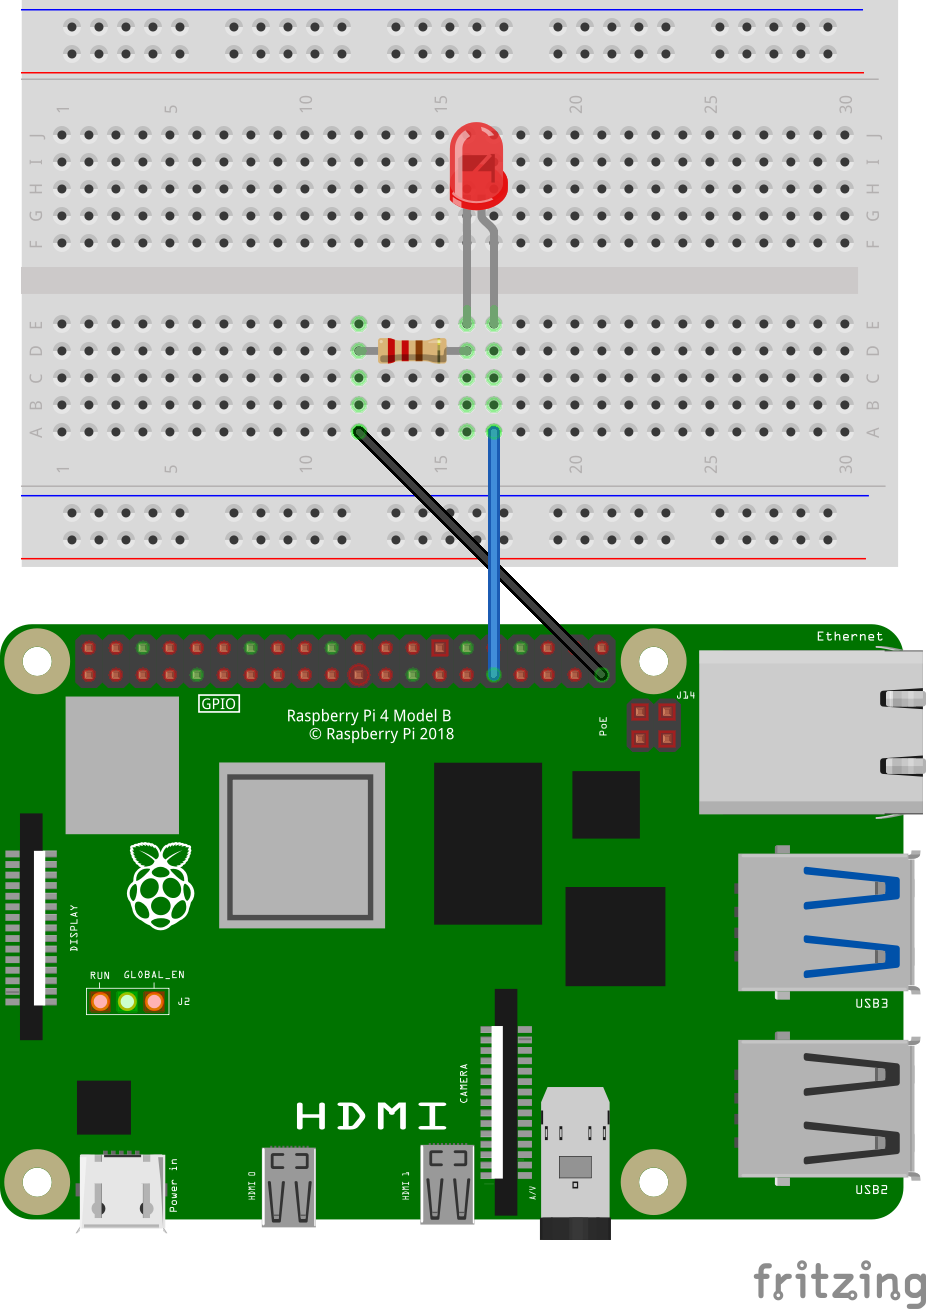 1 5 10 15 20 25 30
J J
I I
H H
G G
F F
E E
D D
C C
B B
A A
1 5 10 15 20 25 30
Ethernet
J14
GPIO
PoE
Raspberry Pi 4 Model B
© Raspberry Pi 2018
DISPLAY
RUN GLOBAL_EN
J2
USB3
CAMERA
HDMI
Power in
HDMI 0
HDMI 1
A/V
USB2
fritzing